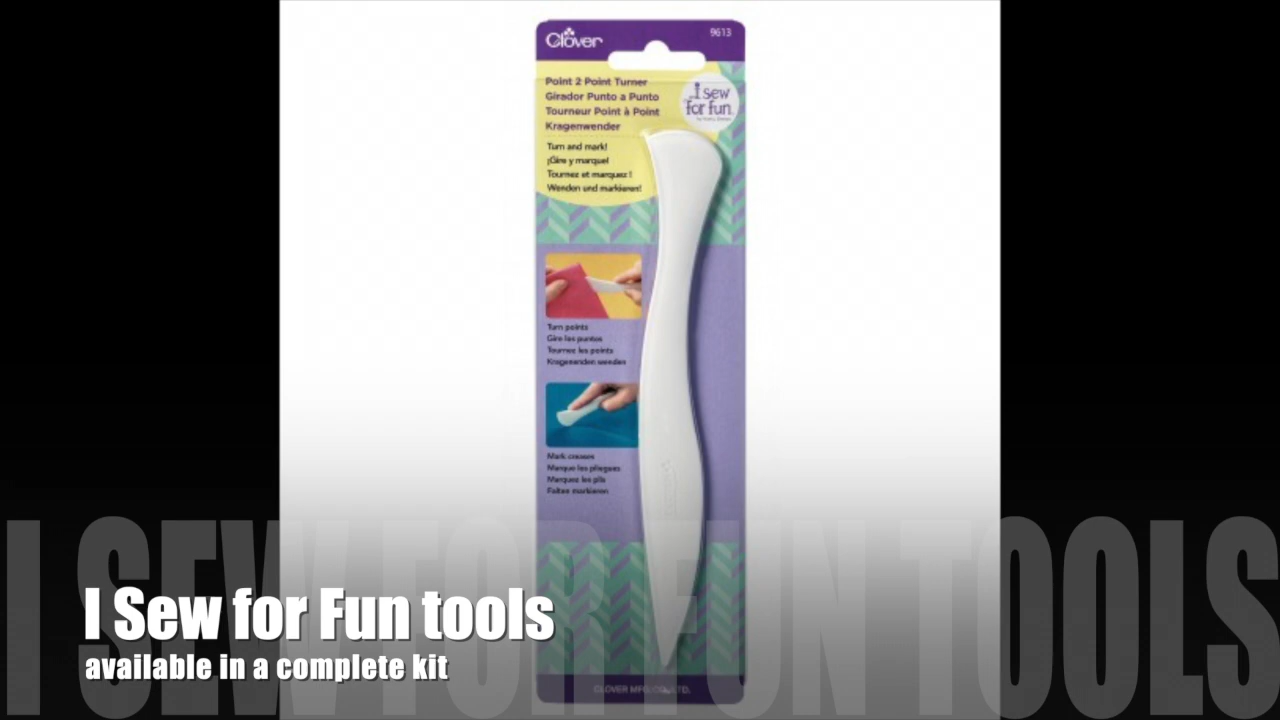 Clover
9613
Point 2 Point Turner
Girador Punto a Punto
Tourneur Point à Point
Kragenwender
I sew
for fun
Turn and mark!
¡Gire y marque!
Tournez et marquez !
Wenden und markieren!
Turn points
Gire los puntos
Tournez les points
Kragenenden wenden
Mark creases
Marque los pliegues
Marquez les plis
Falten markieren
I SEW FOR FUN TOOLS
I Sew for Fun tools
available in a complete kit
CLOVER MFG. CO., LTD.